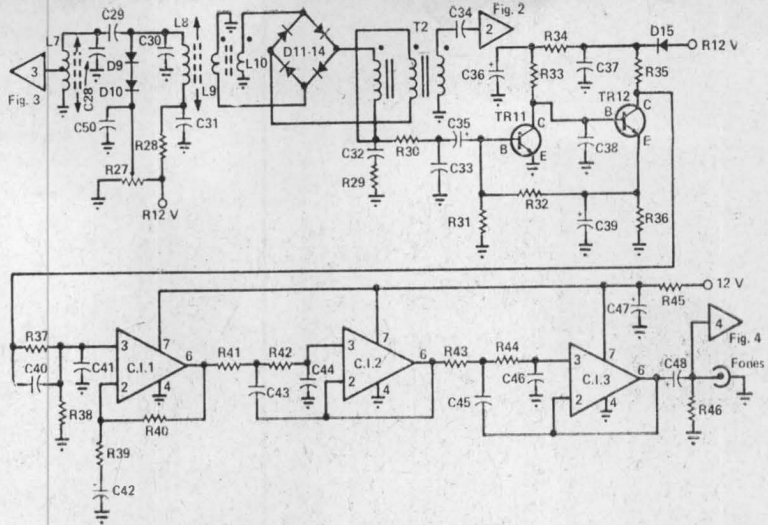 C29
L7
C30
L8
3
Fig. 3
C28
D9
D10
C50
C31
R27
R28
R12 V
L9
L10
D11-14
T2
C34
2
Fig. 2
C32
R29
R30
C35
C33
C36
R34
R33
C37
D15
R12 V
R35
TR11
B
C
E
TR12
B
C
E
C38
R31
R32
C39
R36
R37
C40
C41
R38
3
2
C.I.1
7
6
4
R39
R40
C42
R41
R42
C43
C44
3
2
C.I.2
7
6
4
R43
R44
C45
C46
3
2
C.I.3
7
6
4
C47
R45
12 V
C48
4
Fig. 4
Fones
R46